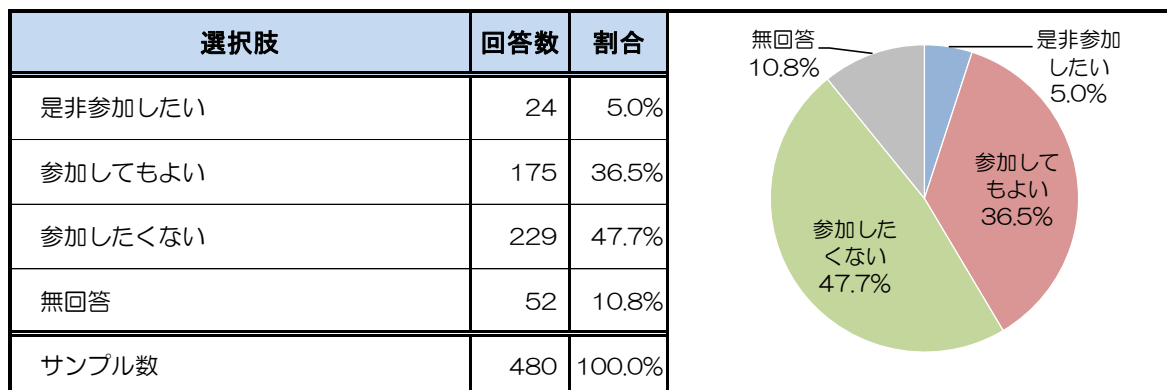 選択肢 回答数 割合
是非参加したい 24 5.0%
参加してもよい 175 36.5%
参加したくない 229 47.7%
無回答 52 10.8%
サンプル数 480 100.0%
無回答
10.8%
是非参加
したい
5.0%
参加して
もよい
36.5%
参加した
くない
47.7%